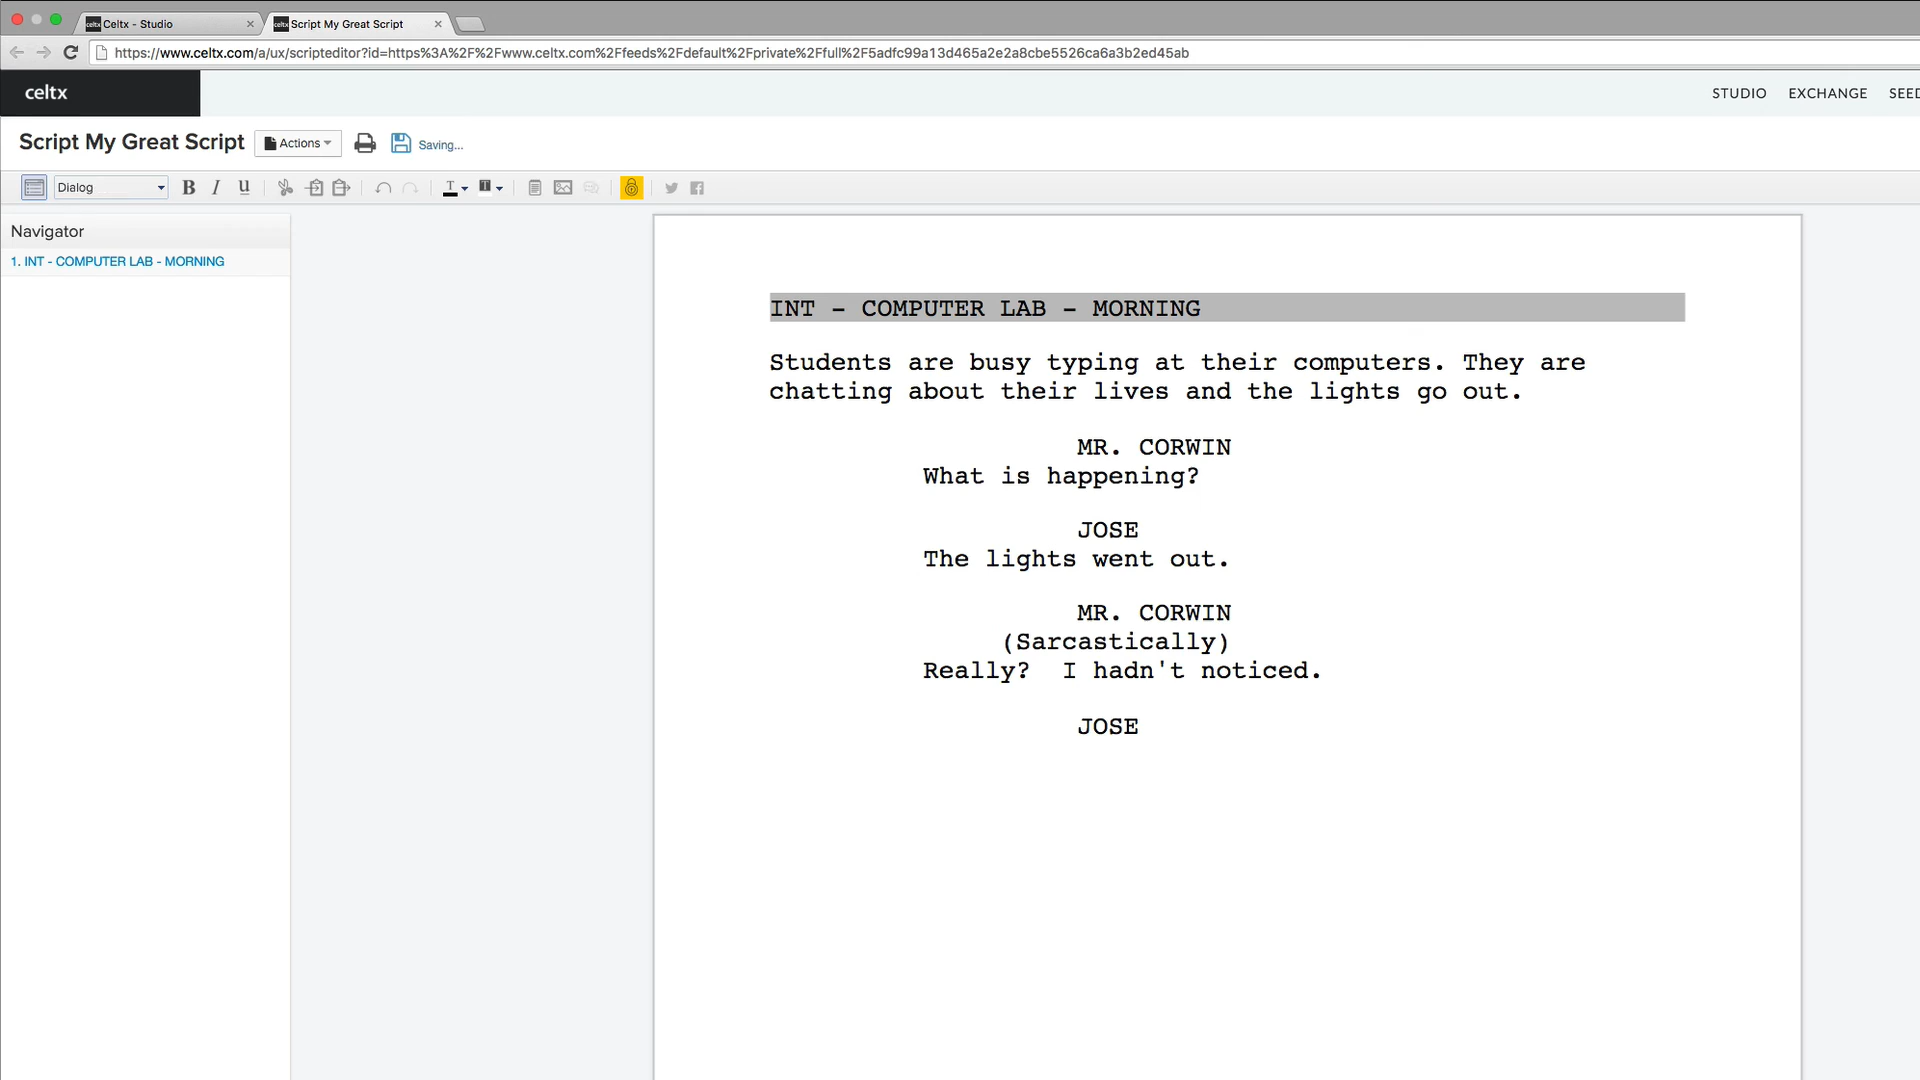 celtx Celtx - Studio
celtx Script My Great Script
https://www.celtx.com/a/ux/scripteditor?id=https%3A%2F%2Fwww.celtx.com%2Ffeeds%2Fdefault%2Fprivate%2Ffull%2F5adfc99a13d465a2e2a8cbe5526ca6a3b2ed45ab
celtx
STUDIO EXCHANGE SEED
Script My Great Script Actions Saving...
Dialog B I U T T
Navigator
1. INT - COMPUTER LAB - MORNING
INT - COMPUTER LAB - MORNING
Students are busy typing at their computers. They are
chatting about their lives and the lights go out.
MR. CORWIN
What is happening?
JOSE
The lights went out.
MR. CORWIN
(Sarcastically)
Really?  I hadn't noticed.
JOSE